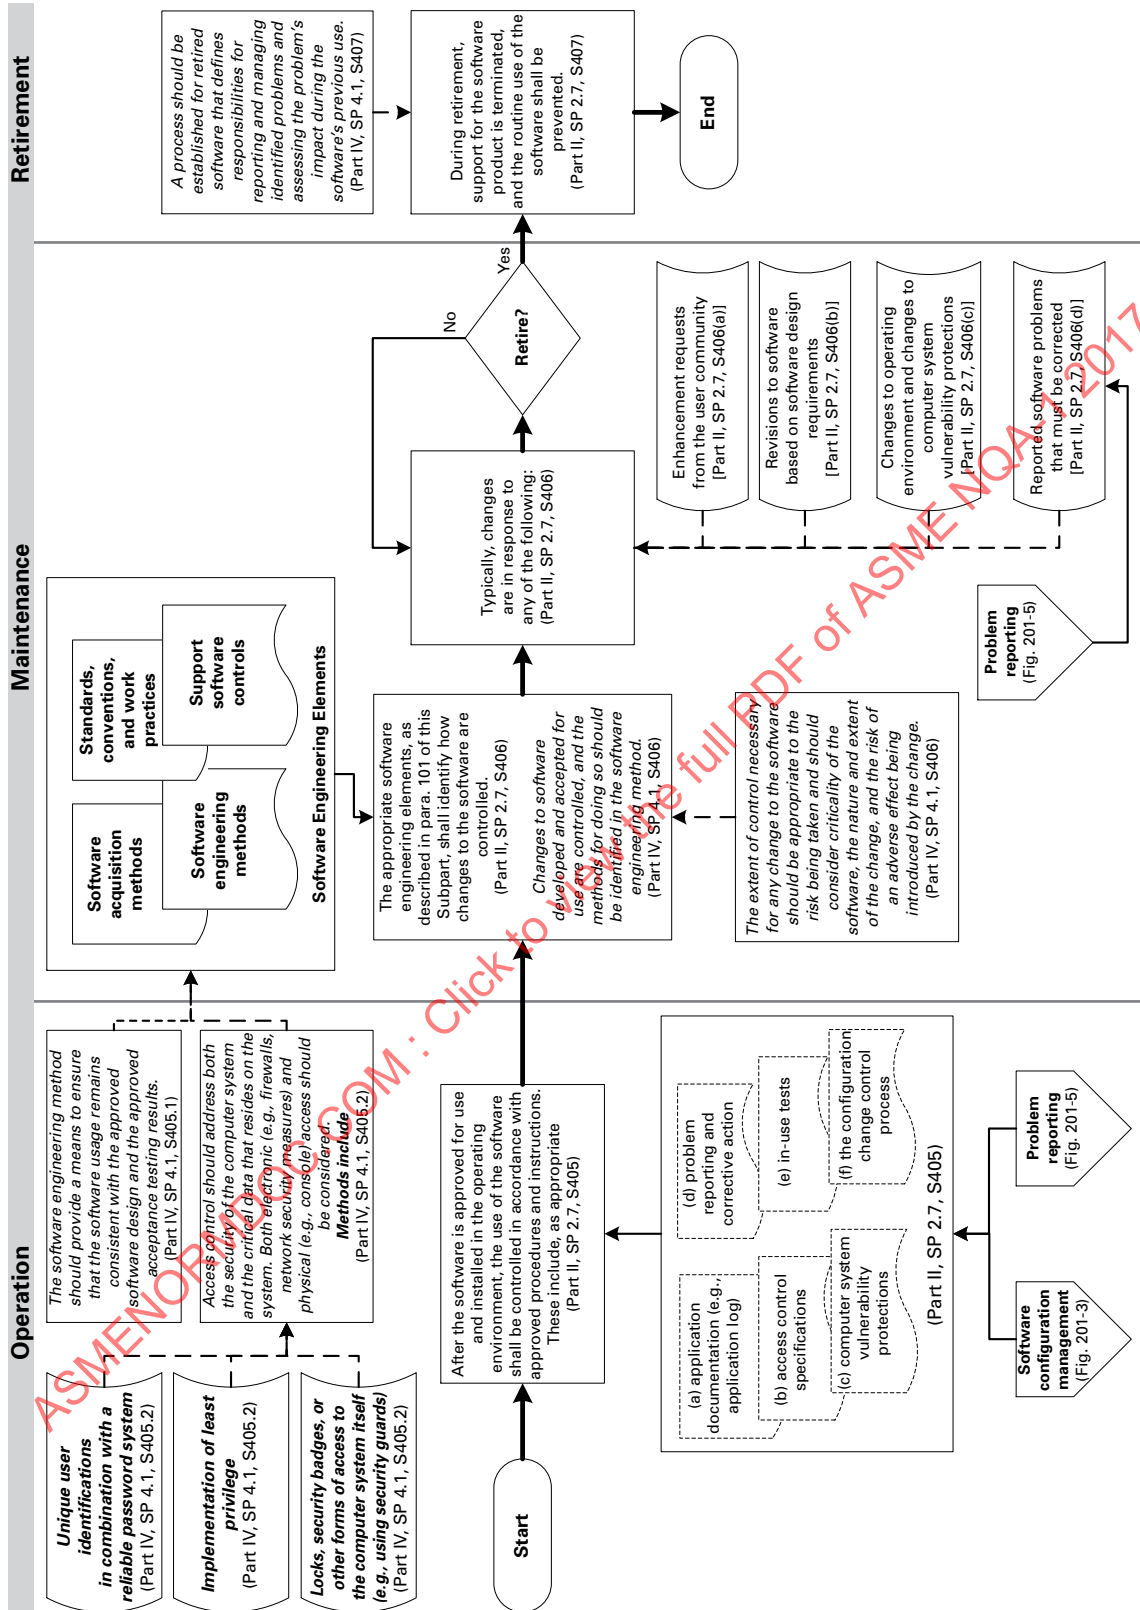 Operation
Maintenance
Retirement
Unique user
identifications
in combination with a
reliable password system
(Part IV, SP 4.1, S405.2)
Implementation of least
privilege
(Part IV, SP 4.1, S405.2)
Locks, security badges, or
other forms of access to
the computer system itself
(e.g., using security guards)
(Part IV, SP 4.1, S405.2)
The software engineering method
should provide a means to ensure
that the software usage remains
consistent with the approved
software design and the approved
acceptance testing results.
(Part IV, SP 4.1, S405.1)
Access control should address both
the security of the computer system
and the critical data that resides on the
system. Both electronic (e.g., firewalls,
network security measures) and
physical (e.g., console) access should
be considered.
Methods include
(Part IV, SP 4.1, S405.2)
Start
After the software is approved for use
and installed in the operating
environment, the use of the software
shall be controlled in accordance with
approved procedures and instructions.
These include, as appropriate
(Part II, SP 2.7, S405)
(a) application
documentation (e.g.,
application log)
(b) access control
specifications
(c) computer system
vulnerability
protections
(d) problem
reporting and
corrective action
(e) in-use tests
(f) the configuration
change control
process
(Part II, SP 2.7, S405)
Software
configuration
management
(Fig. 201-3)
Problem
reporting
(Fig. 201-5)
Software
acquisition
methods
Standards,
conventions,
and work
practices
Software
engineering
methods
Support
software
controls
Software Engineering Elements
The appropriate software
engineering elements, as
described in para. 101 of this
Subpart, shall identify how
changes to the software are
controlled.
(Part II, SP 2.7, S406)
Changes to software
developed and accepted for
use are controlled, and the
methods for doing so should
be identified in the software
engineering method.
(Part IV, SP 4.1, S406)
The extent of control necessary
for any change to the software
should be appropriate to the
risk being taken and should
consider criticality of the
software, the nature and extent
of the change, and the risk of
an adverse effect being
introduced by the change.
(Part IV, SP 4.1, S406)
Typically, changes
are in response to
any of the following:
(Part II, SP 2.7, S406)
Retire?
No
Yes
Enhancement requests
from the user community
[Part II, SP 2.7, S406(a)]
Revisions to software
based on software design
requirements
[Part II, SP 2.7, S406(b)]
Changes to operating
environment and changes to
computer system
vulnerability protections
[Part II, SP 2.7, S406(c)]
Reported software problems
that must be corrected
[Part II, SP 2.7, S406(d)]
Problem
reporting
(Fig. 201-5)
A process should be
established for retired
software that defines
responsibilities for
reporting and managing
identified problems and
assessing the problem's
impact during the
software's previous use.
(Part IV, SP 4.1, S407)
During retirement,
support for the software
product is terminated,
and the routine use of the
software shall be
prevented.
(Part II, SP 2.7, S407)
End
ASMENORMDOC.COM : Click to view the full PDF of ASME NQA-1 2017